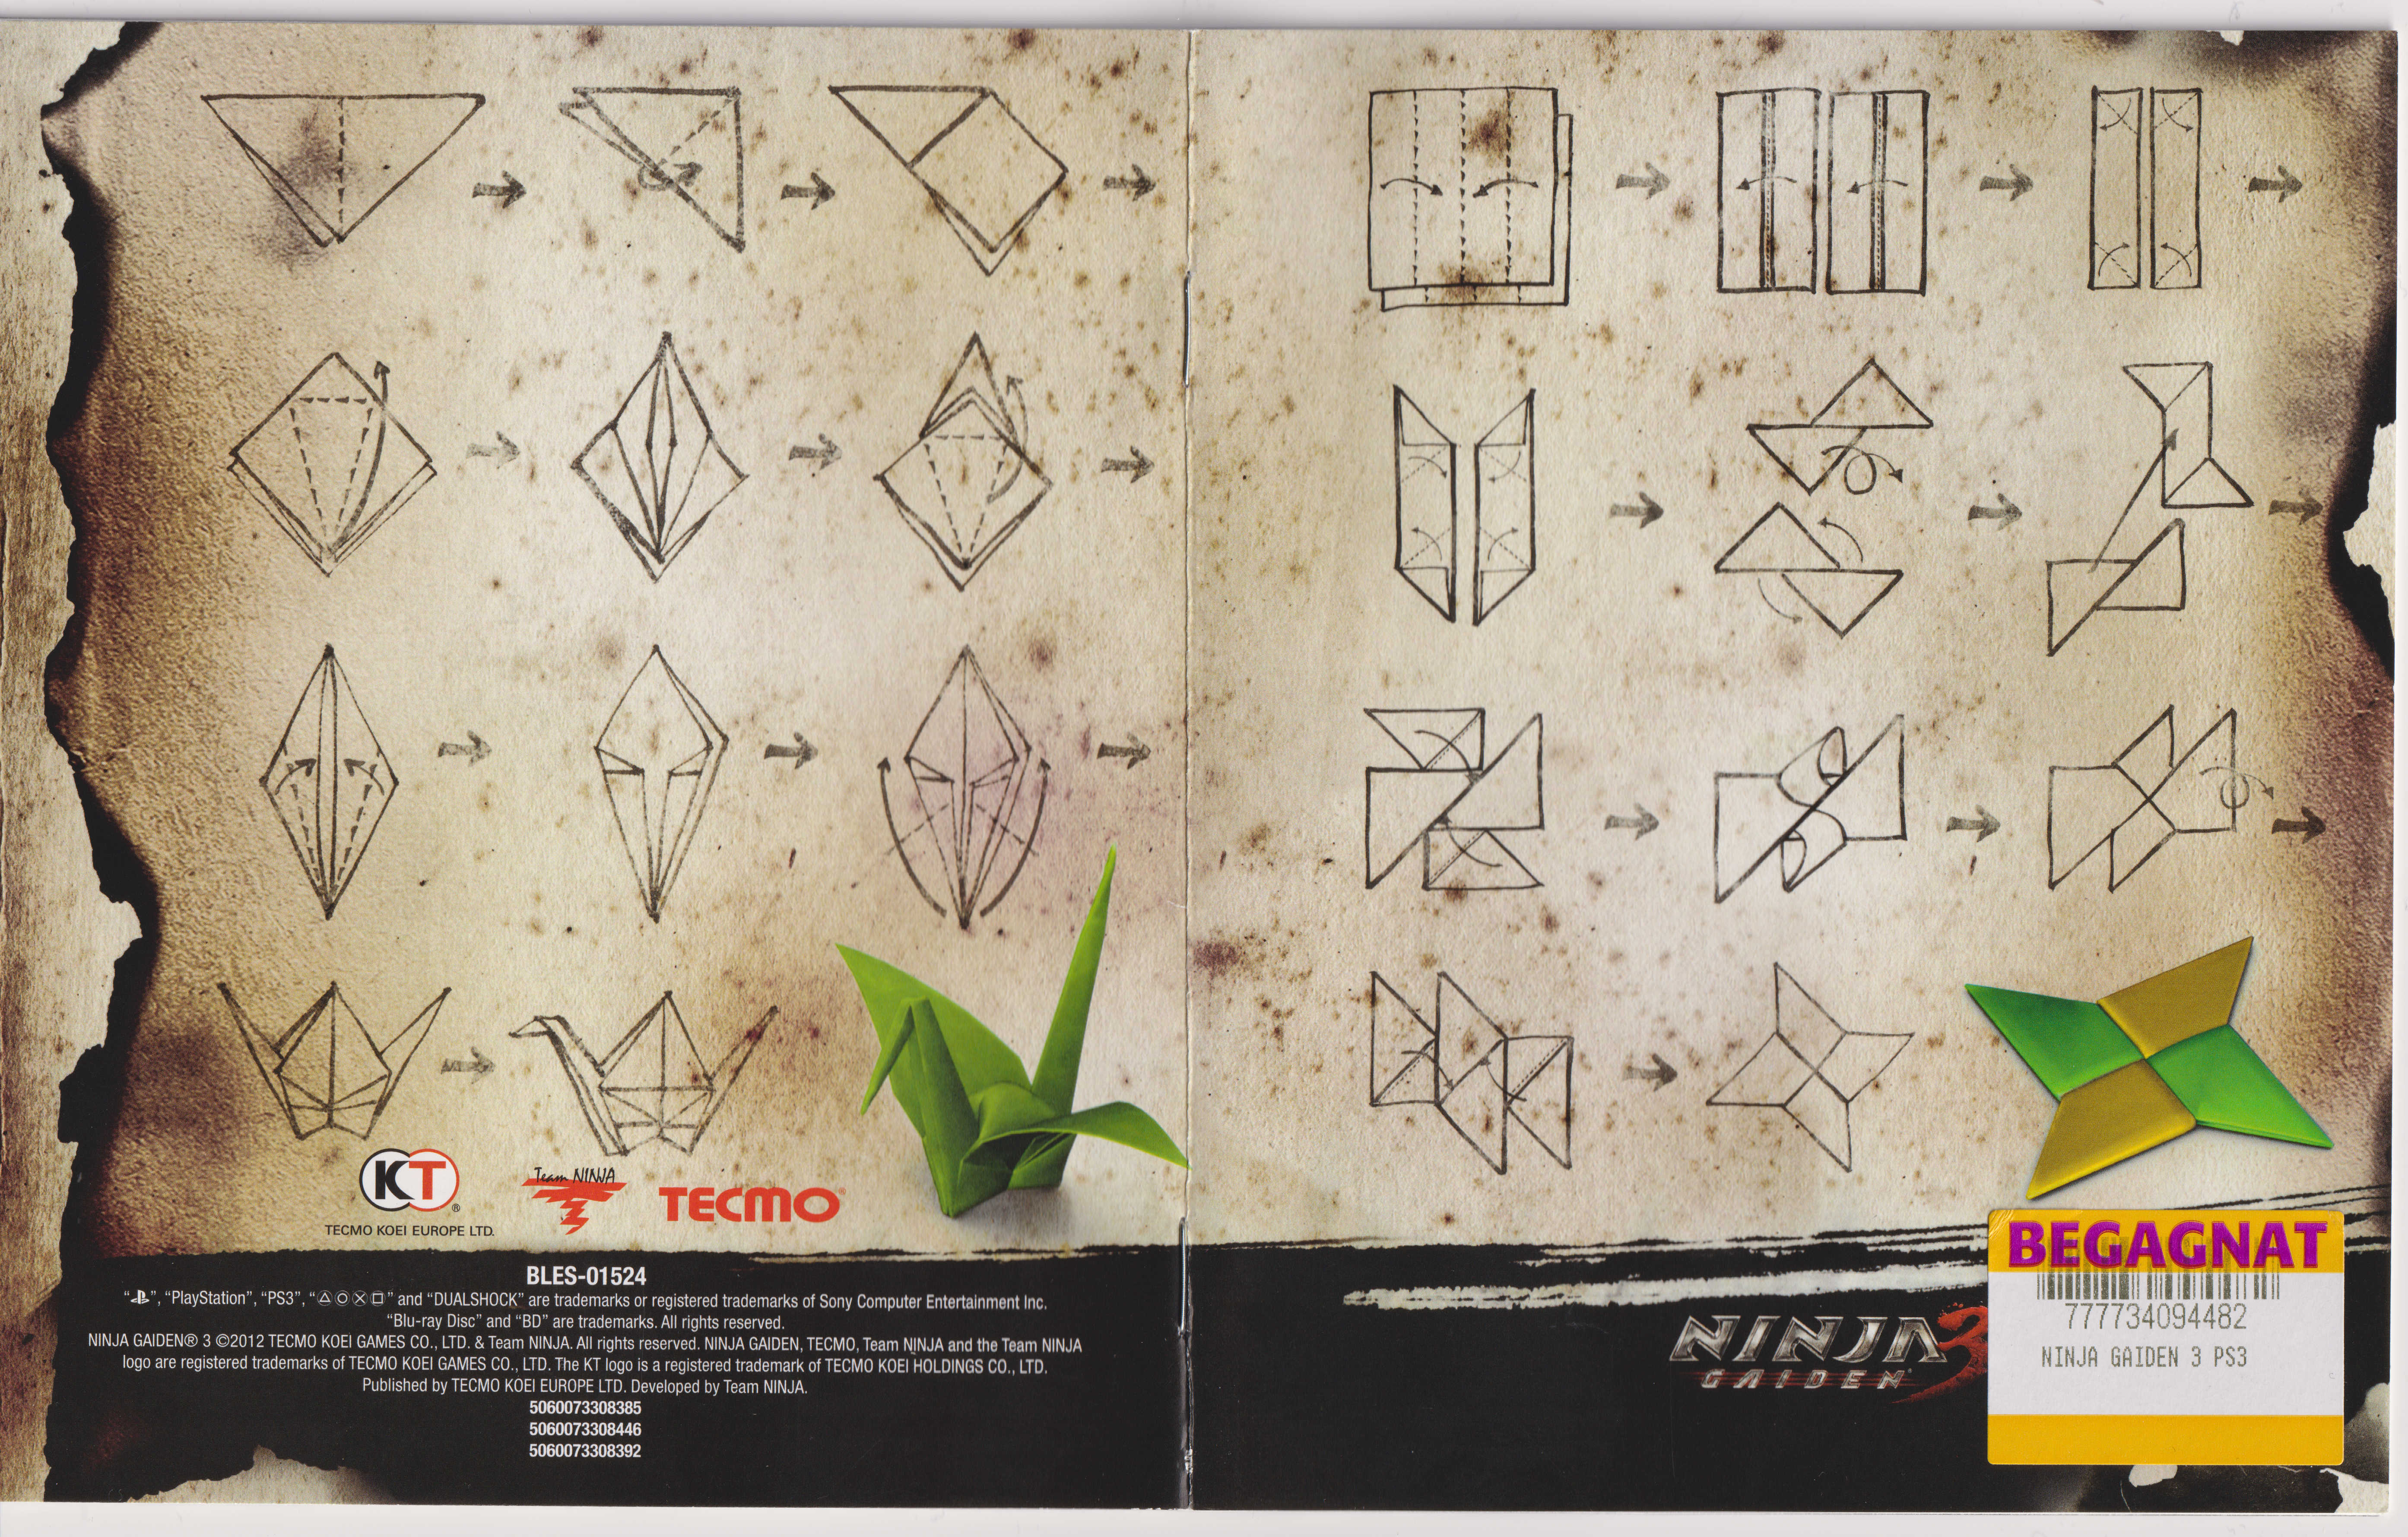 KT®
TECMO KOEI EUROPE LTD.
Team NINJA
TECMO®
BLES-01524
“ ”, “PlayStation”, “PS3”, “△○✕□” and “DUALSHOCK” are trademarks or registered trademarks of Sony Computer Entertainment Inc.
“Blu-ray Disc” and “BD” are trademarks. All rights reserved.
NINJA GAIDEN® 3 ©2012 TECMO KOEI GAMES CO., LTD. & Team NINJA. All rights reserved. NINJA GAIDEN, TECMO, Team NINJA and the Team NINJA
logo are registered trademarks of TECMO KOEI GAMES CO., LTD. The KT logo is a registered trademark of TECMO KOEI HOLDINGS CO., LTD.
Published by TECMO KOEI EUROPE LTD. Developed by Team NINJA.
5060073308385
5060073308446
5060073308392
NINJA 3
GAIDEN
BEGAGNAT
777734094482
NINJA GAIDEN 3 PS3